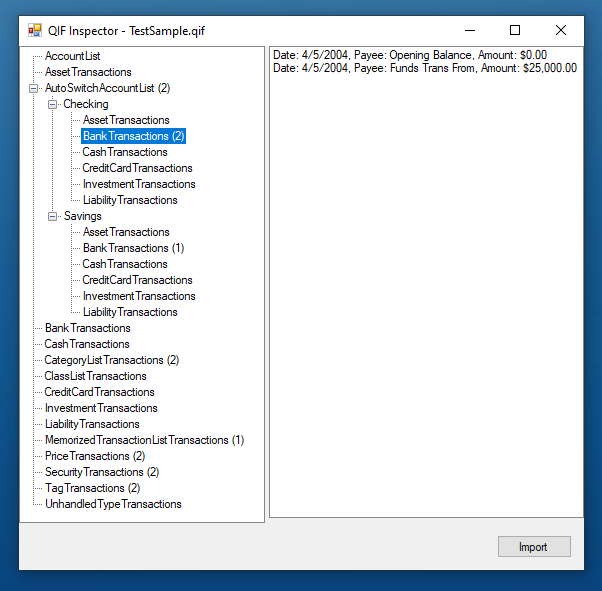 QIF Inspector - TestSample.qif
AccountList
AssetTransactions
AutoSwitchAccountList (2)
Checking
AssetTransactions
BankTransactions (2)
CashTransactions
CreditCardTransactions
InvestmentTransactions
LiabilityTransactions
Savings
AssetTransactions
BankTransactions (1)
CashTransactions
CreditCardTransactions
InvestmentTransactions
LiabilityTransactions
BankTransactions
CashTransactions
CategoryListTransactions (2)
ClassListTransactions
CreditCardTransactions
InvestmentTransactions
LiabilityTransactions
MemorizedTransactionListTransactions (1)
PriceTransactions (2)
SecurityTransactions (2)
TagTransactions (2)
UnhandledTypeTransactions
Date: 4/5/2004, Payee: Opening Balance, Amount: $0.00
Date: 4/5/2004, Payee: Funds Trans From, Amount: $25,000.00
Import